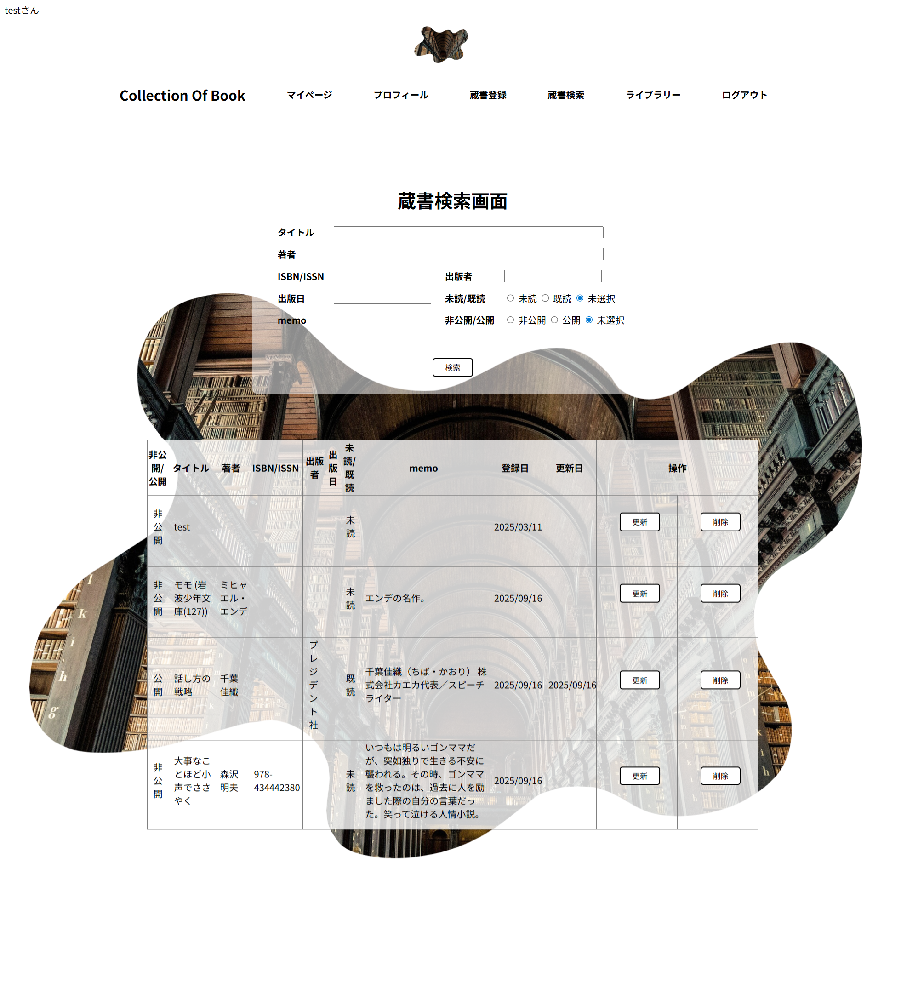 testさん
Collection Of Book マイページ プロフィール 蔵書登録 蔵書検索 ライブラリー ログアウト
蔵書検索画面
タイトル
著者
ISBN/ISSN 出版者
出版日 未読/既読 未読 既読 未選択
memo 非公開/公開 非公開 公開 未選択
検索
非公開/公開 タイトル 著者 ISBN/ISSN 出版者 出版日 未読/既読 memo 登録日 更新日 操作
非公開 test 未読 2025/03/11 更新 削除
非公開 モモ (岩波少年文庫(127)) ミヒャエル・エンデ 未読 エンデの名作。 2025/09/16 更新 削除
公開 話し方の戦略 千葉佳織 プレジデント社 既読 千葉佳織（ちば・かおり） 株式会社カエカ代表／スピーチライター 2025/09/16 2025/09/16 更新 削除
非公開 大事なことほど小声でささやく 森沢明夫 978-434442380 未読 いつもは明るいゴンママだが、突如独りで生きる不安に襲われる。その時、ゴンママを救ったのは、過去に人を励ました際の自分の言葉だった。笑って泣ける人情小説。 2025/09/16 更新 削除
l
k
i
h
g